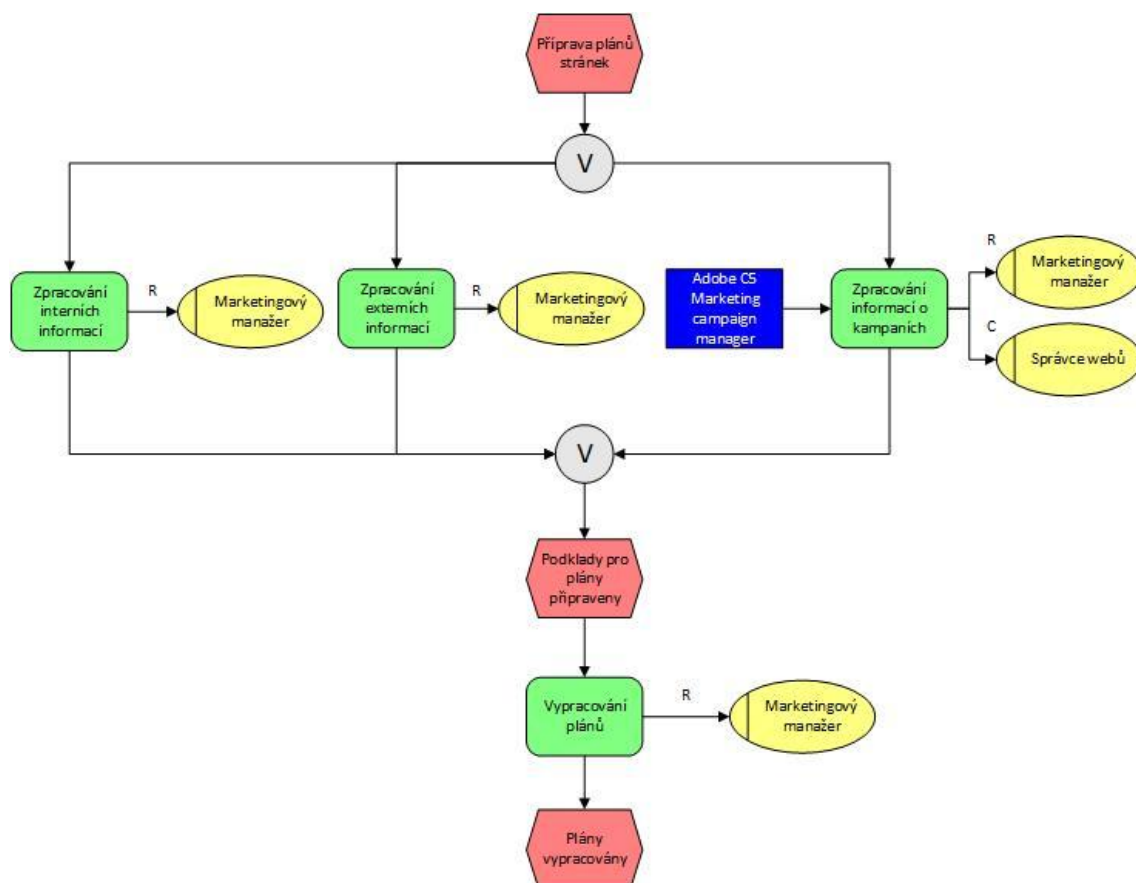 Příprava plánů
stránek
V
Zpracování
interních
informací
R
Marketingový
manažer
Zpracování
externích
informací
R
Marketingový
manažer
Adobe CS
Marketing
campaign
manager
Zpracování
informací o
kampaních
R
Marketingový
manažer
C
Správce webů
V
Podklady pro
plány
připraveny
Vypracování
plánů
R
Marketingový
manažer
Plány
vypracovány